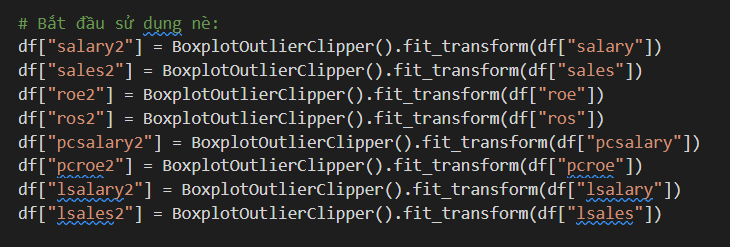 # Bắt đầu sử dụng nè:
df["salary2"] = BoxplotOutlierClipper().fit_transform(df["salary"])
df["sales2"] = BoxplotOutlierClipper().fit_transform(df["sales"])
df["roe2"] = BoxplotOutlierClipper().fit_transform(df["roe"])
df["ros2"] = BoxplotOutlierClipper().fit_transform(df["ros"])
df["pcsalary2"] = BoxplotOutlierClipper().fit_transform(df["pcsalary"])
df["pcroe2"] = BoxplotOutlierClipper().fit_transform(df["pcroe"])
df["lsalary2"] = BoxplotOutlierClipper().fit_transform(df["lsalary"])
df["lsales2"] = BoxplotOutlierClipper().fit_transform(df["lsales"])